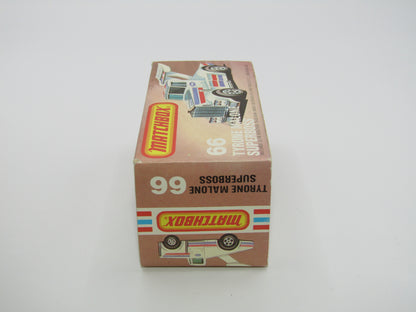 MATCHBOX
66
TYRONE MALONE
SUPERBOSS
66
TYRONE MALONE
SUPERBOSS
MATCHBOX